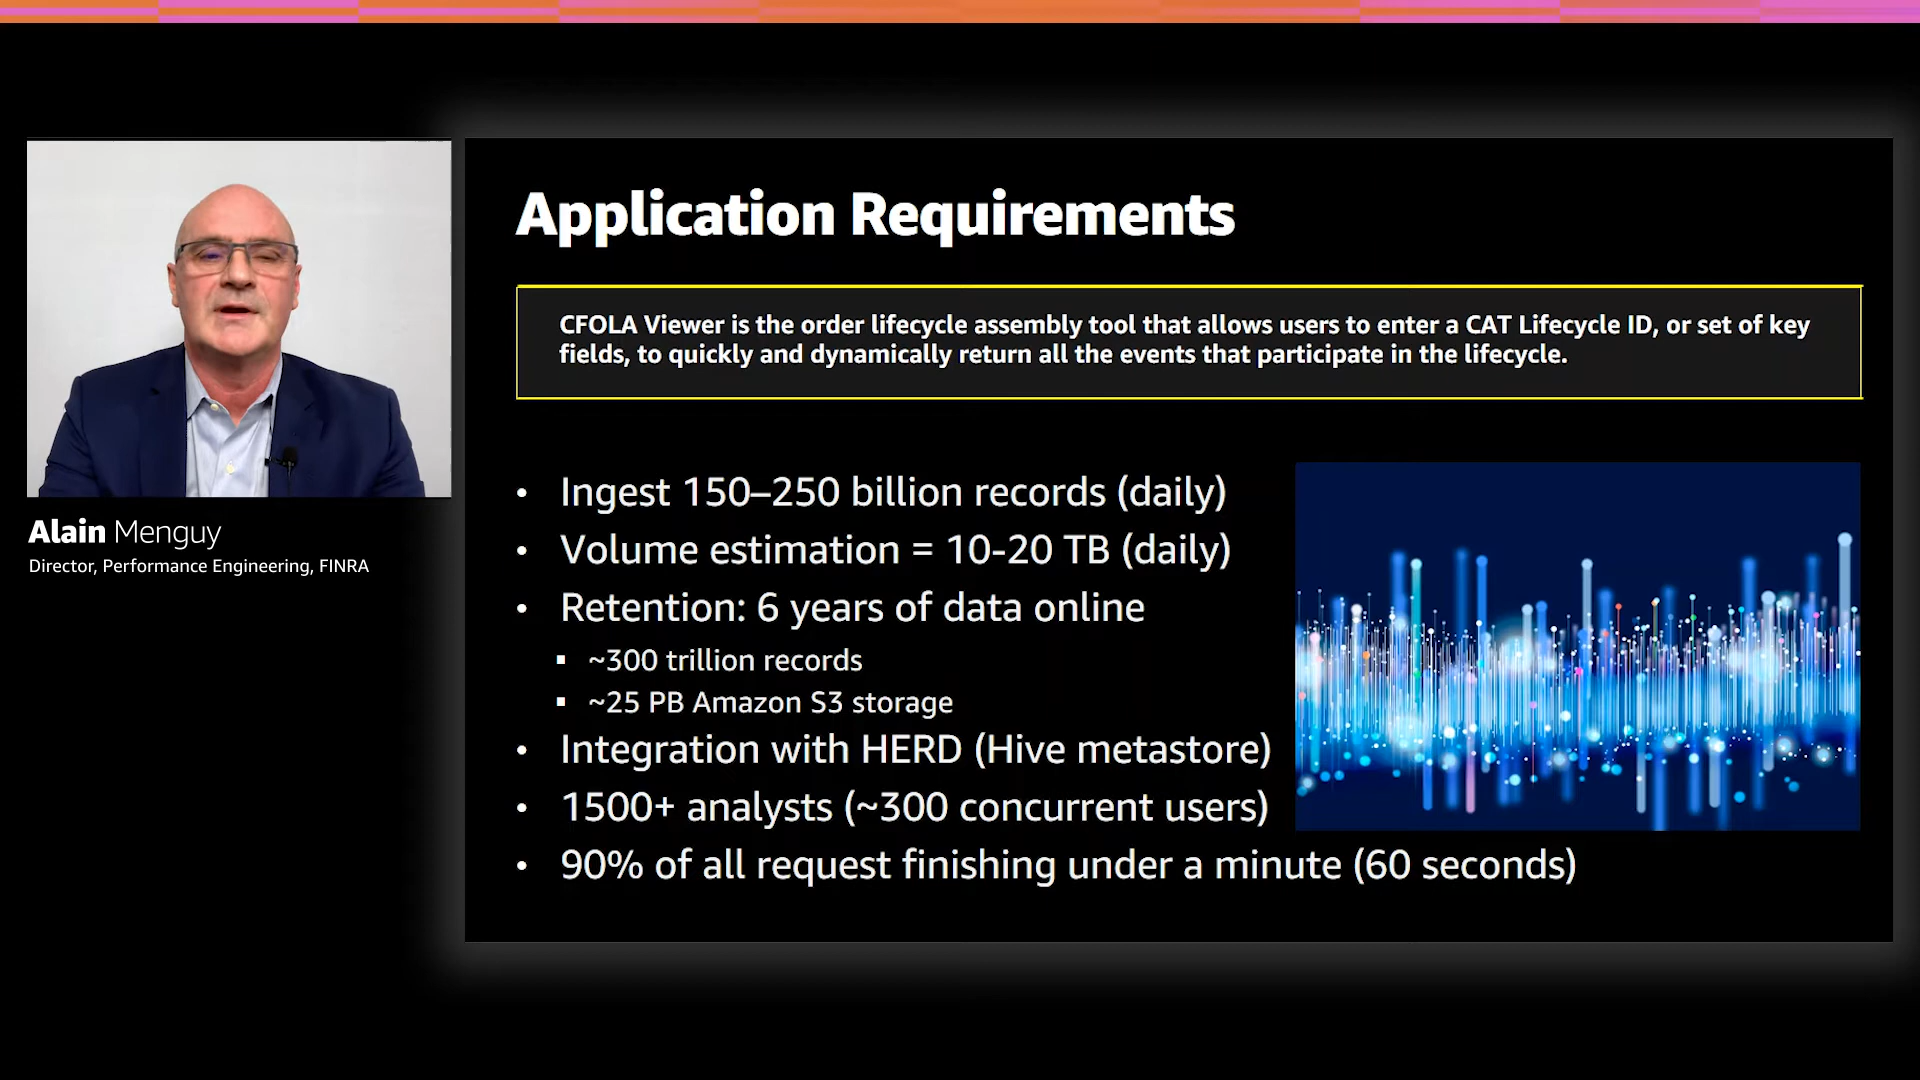 Alain Menguy
Director, Performance Engineering, FINRA
Application Requirements
CFOLA Viewer is the order lifecycle assembly tool that allows users to enter a CAT Lifecycle ID, or set of key
fields, to quickly and dynamically return all the events that participate in the lifecycle.
• Ingest 150–250 billion records (daily)
• Volume estimation = 10-20 TB (daily)
• Retention: 6 years of data online
▪ ~300 trillion records
▪ ~25 PB Amazon S3 storage
• Integration with HERD (Hive metastore)
• 1500+ analysts (~300 concurrent users)
• 90% of all request finishing under a minute (60 seconds)